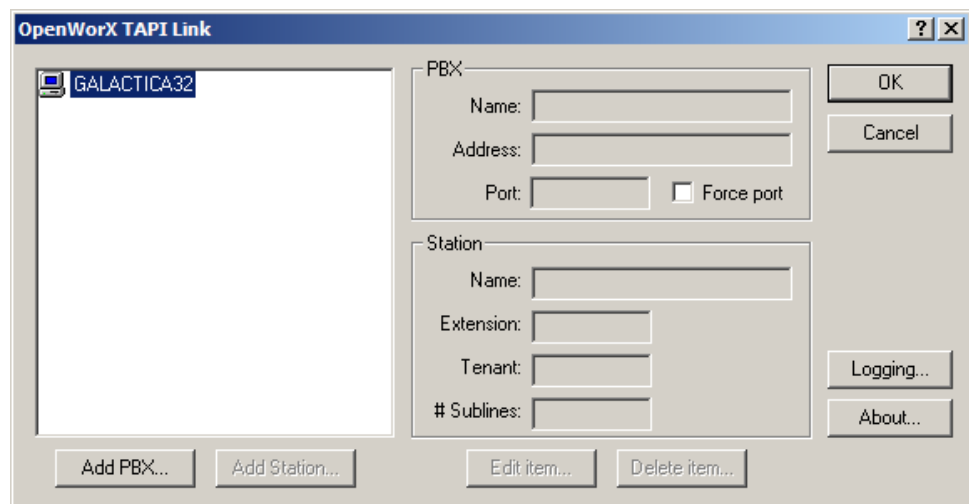 OpenWorX TAPI Link
GALACTICA32
PBX
Name:
Address:
Port:
Force port
Station
Name:
Extension:
Tenant:
# Sublines:
OK
Cancel
Logging...
About...
Add PBX...
Add Station...
Edit item...
Delete item...